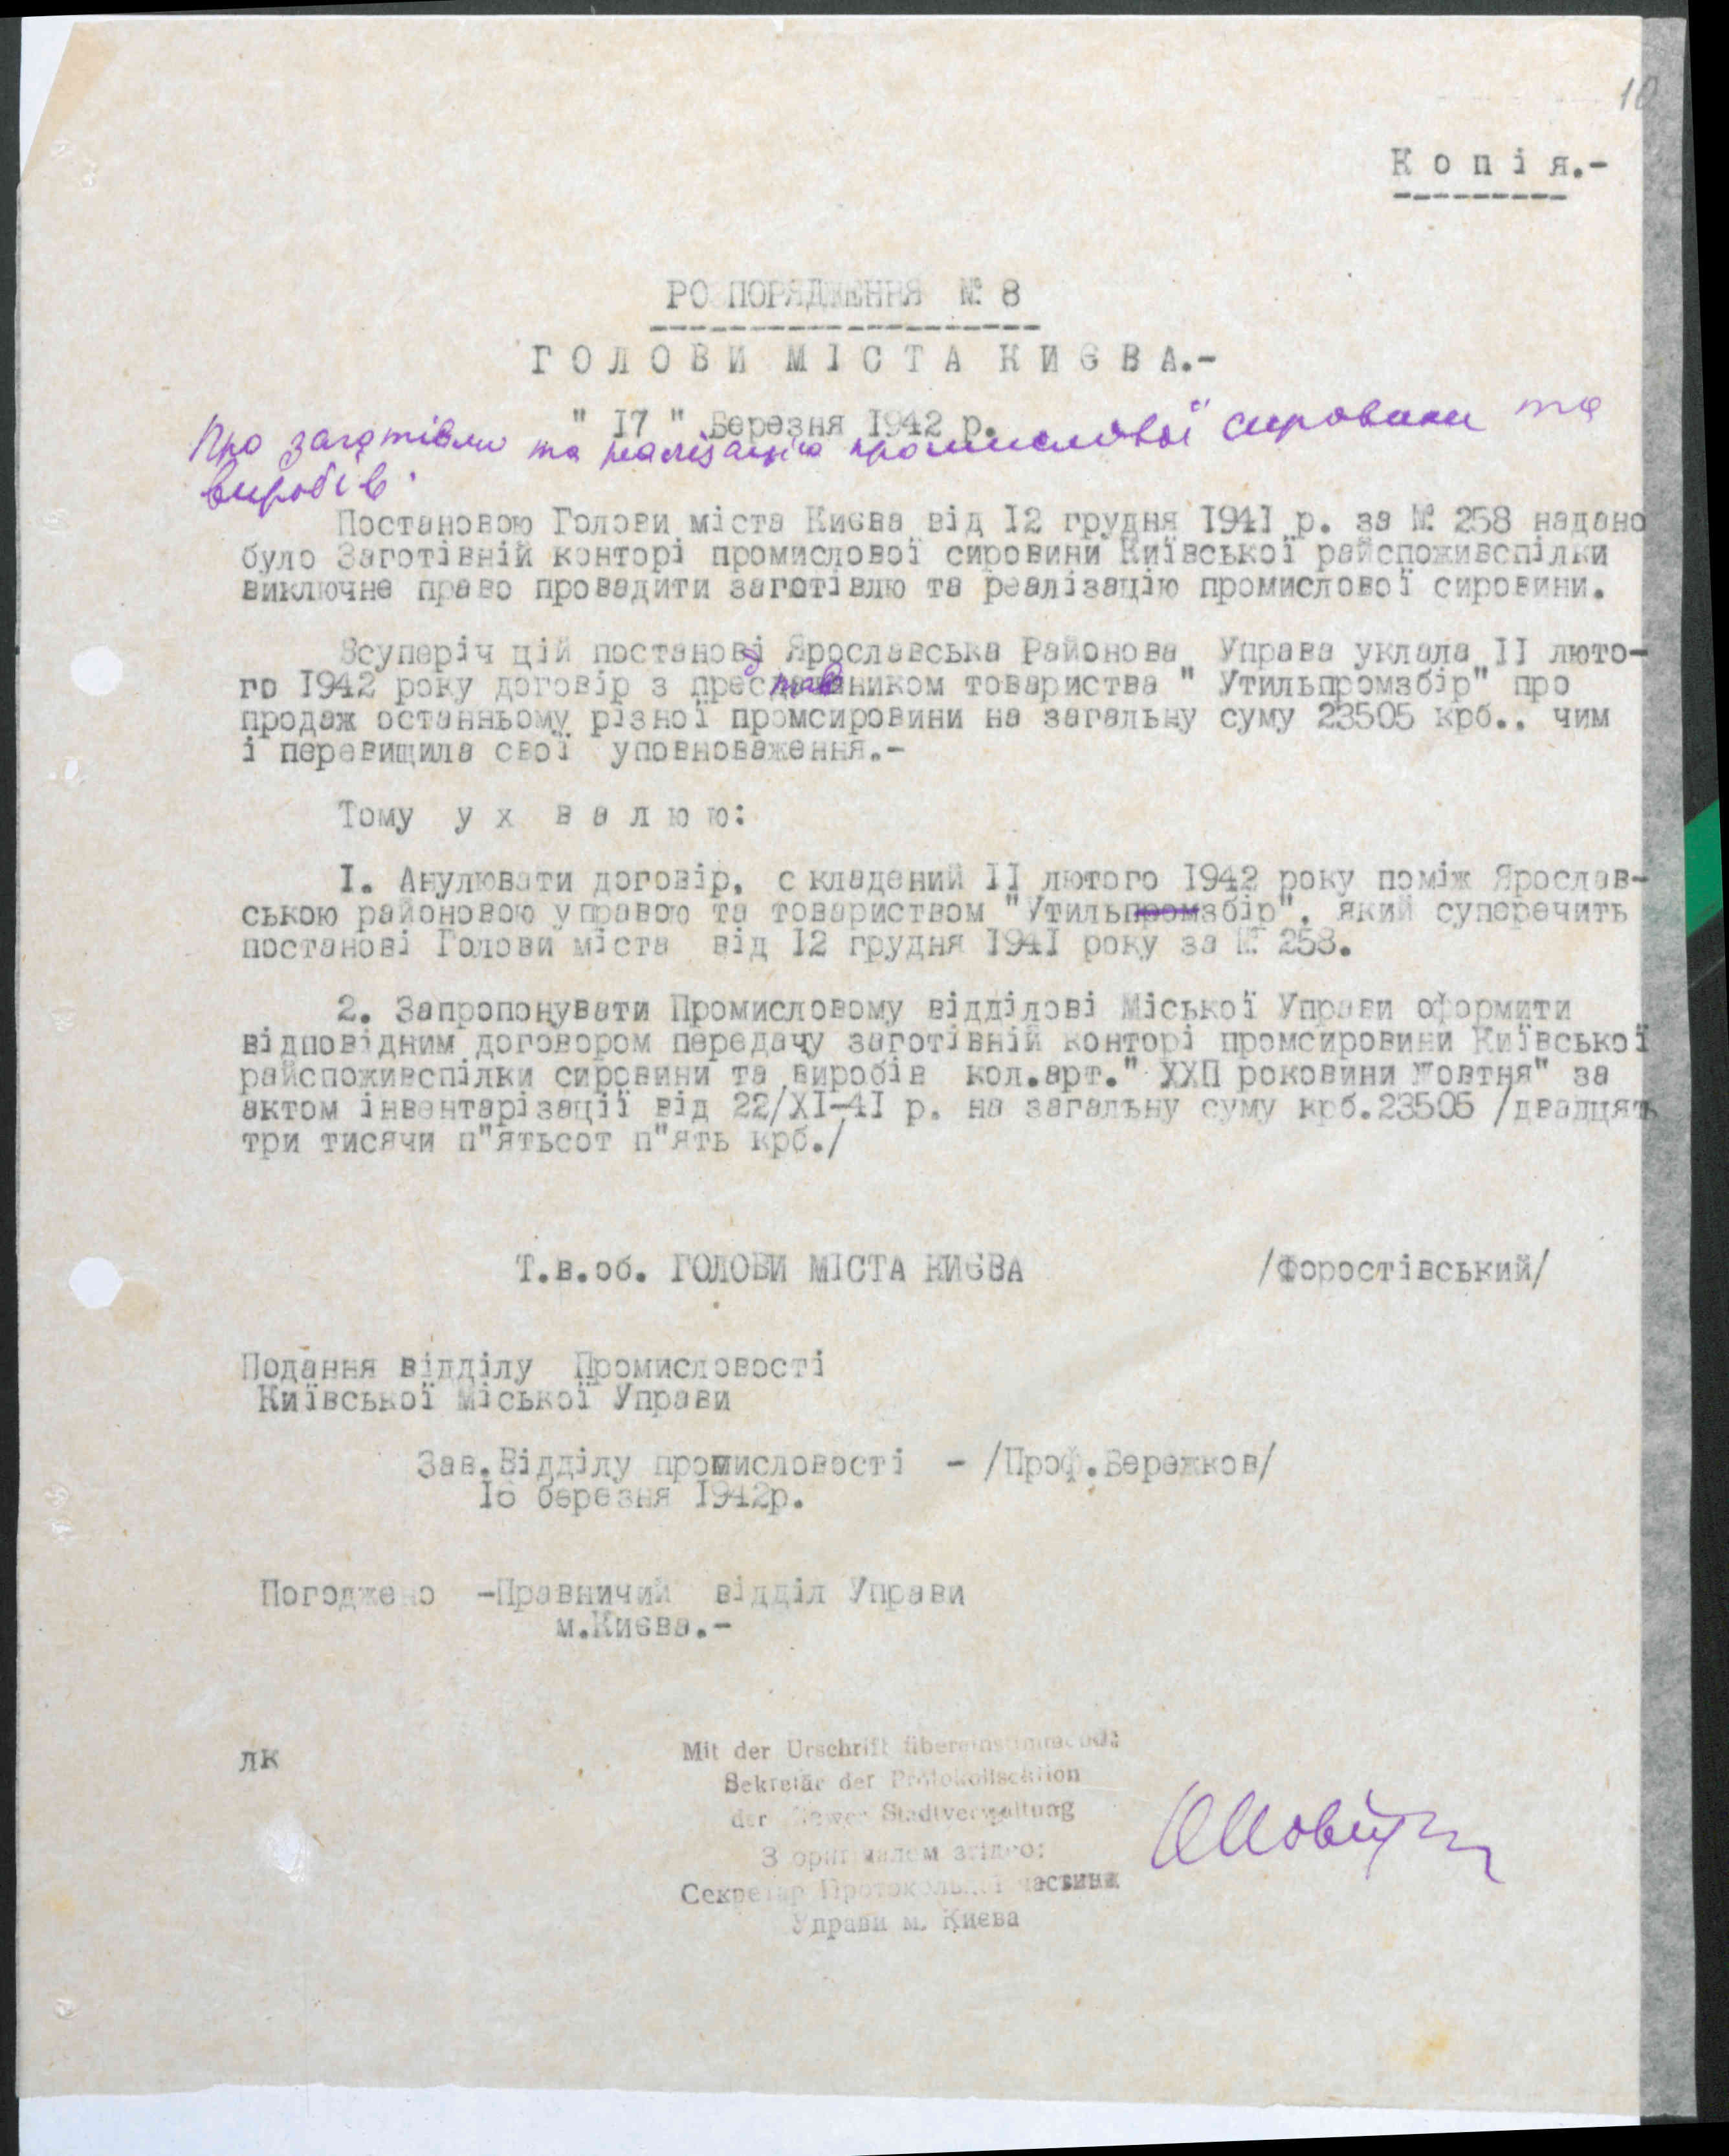 10
К о п і я.-
РОЗПОРЯДЖЕННЯ № 8
Г О Л О В И М І С Т А К И Є В А.-
" 17 " Березня 1942 р.
Про заготівлю та реалізацію промислової сировини та
виробів.
Постановою Голови міста Києва від 12 грудня 1941 р. за № 258 надано
було Заготівній конторі промислової сировини Київської райспоживспілки
виключне право провадити заготівлю та реалізацію промислової сировини.
Всуперіч цій постанові Ярославська Районова Управа уклала 11 люто-
го 1942 року договір з представником товариства " Утильпромзбір" про
продаж останньому різної промсировини на загальну суму 23505 крб.. чим
і перевищила свої уповноваження.-
Тому у х в а л ю ю:
1. Анулювати договір, складений 11 лютого 1942 року поміж Ярослав-
ською районовою управою та товариством "Утильпромзбір", який суперечить
постанові Голови міста від 12 грудня 1941 року за № 258.
2. Запропонувати Промисловому відділові Міської Управи оформити
відповідним договором передачу заготівній конторі промсировини Київської
райспоживспілки сировини та виробів кол.арт." ХХП роковини Жовтня" за
актом інвентарізації від 22/ХІ-41 р. на загальну суму крб.23505 /двадцять
три тисячи п"ятьсот п"ять крб./
Т.в.об. ГОЛОВИ МІСТА КИЄВА /Форостівський/
Подання відділу Промисловості
Київської Міської Управи
Зав.Відділу промисловості - /Проф.Бережков/
16 березня 1942р.
Погоджено -Правничий відділ Управи
м.Києва.-
лк
Mit der Urschrift übereinstimmend:
Sekretär der Protokollsektion
der Kiewer Stadtverwaltung
З оригіналом згідно:
Секретар Протокольної частини
Управи м. Києва